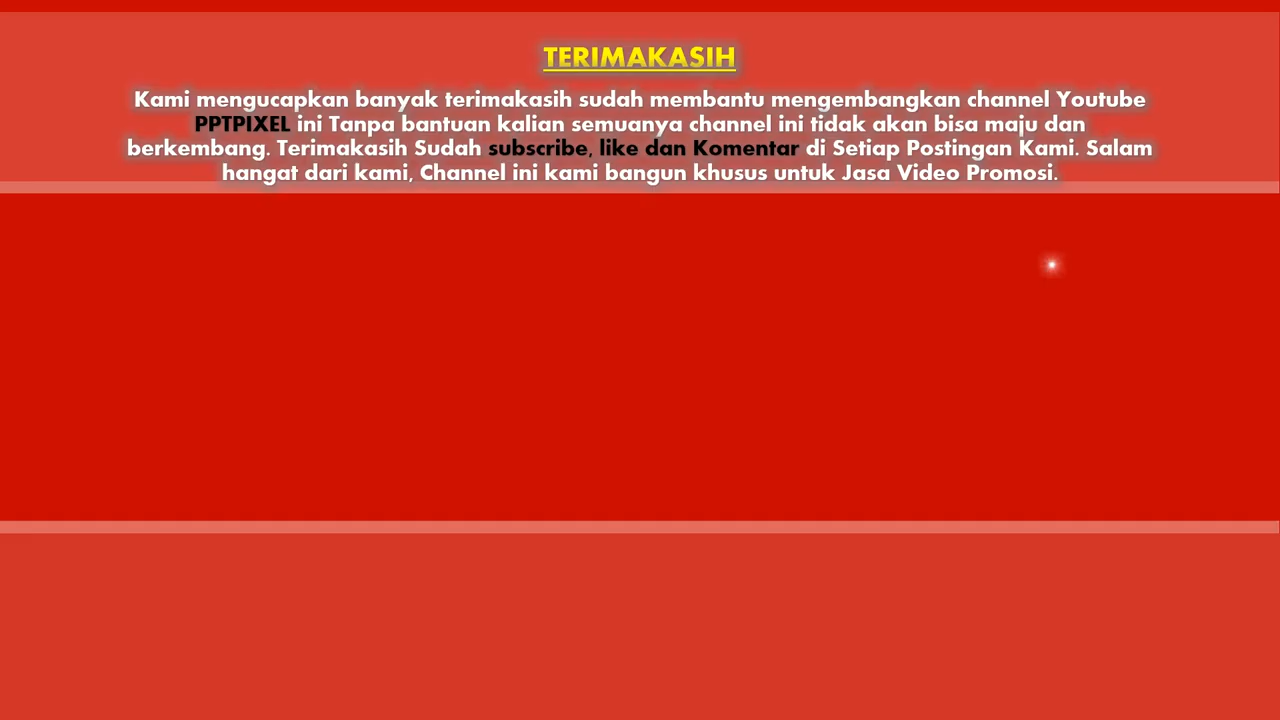 TERIMAKASIH
Kami mengucapkan banyak terimakasih sudah membantu mengembangkan channel Youtube
PPTPIXEL ini Tanpa bantuan kalian semuanya channel ini tidak akan bisa maju dan
berkembang. Terimakasih Sudah subscribe, like dan Komentar di Setiap Postingan Kami. Salam
hangat dari kami, Channel ini kami bangun khusus untuk Jasa Video Promosi.